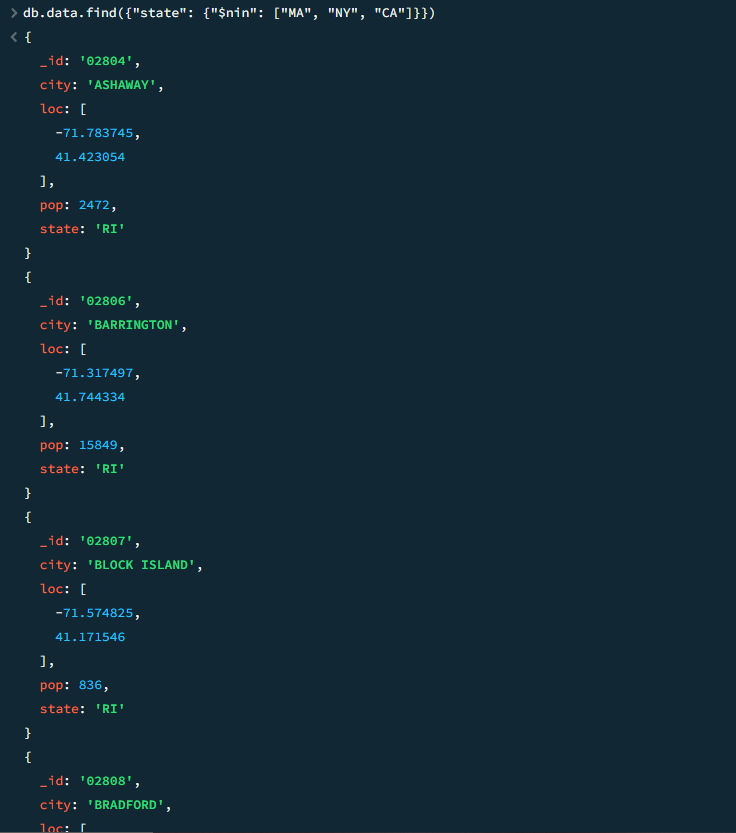 > db.data.find({"state": {"$nin": ["MA", "NY", "CA"]}})
< {
_id: '02804',
city: 'ASHAWAY',
loc: [
-71.783745,
41.423054
],
pop: 2472,
state: 'RI'
}
{
_id: '02806',
city: 'BARRINGTON',
loc: [
-71.317497,
41.744334
],
pop: 15849,
state: 'RI'
}
{
_id: '02807',
city: 'BLOCK ISLAND',
loc: [
-71.574825,
41.171546
],
pop: 836,
state: 'RI'
}
{
_id: '02808',
city: 'BRADFORD',
loc: [